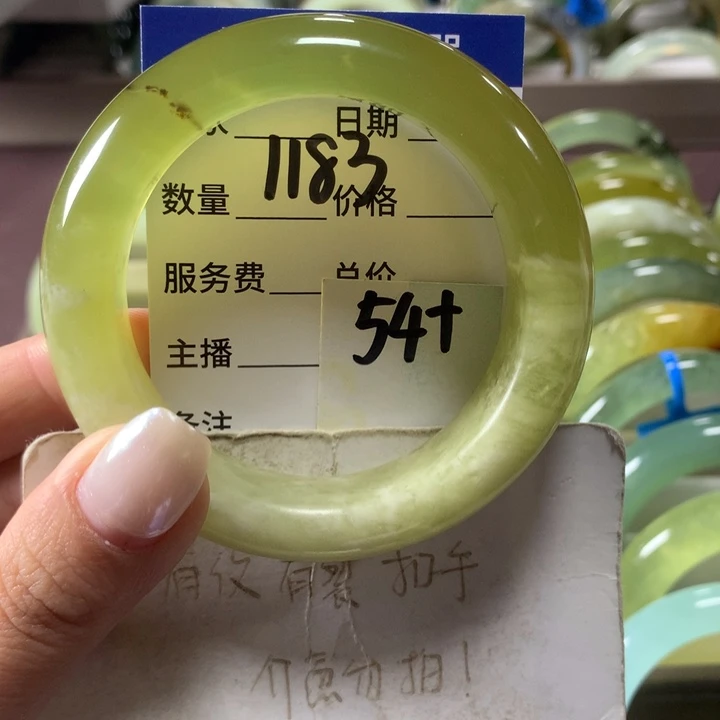 日期
1183
数量 价格
服务费 总价
54+
主播
备注
有纹 有裂 扣手
介意勿拍!